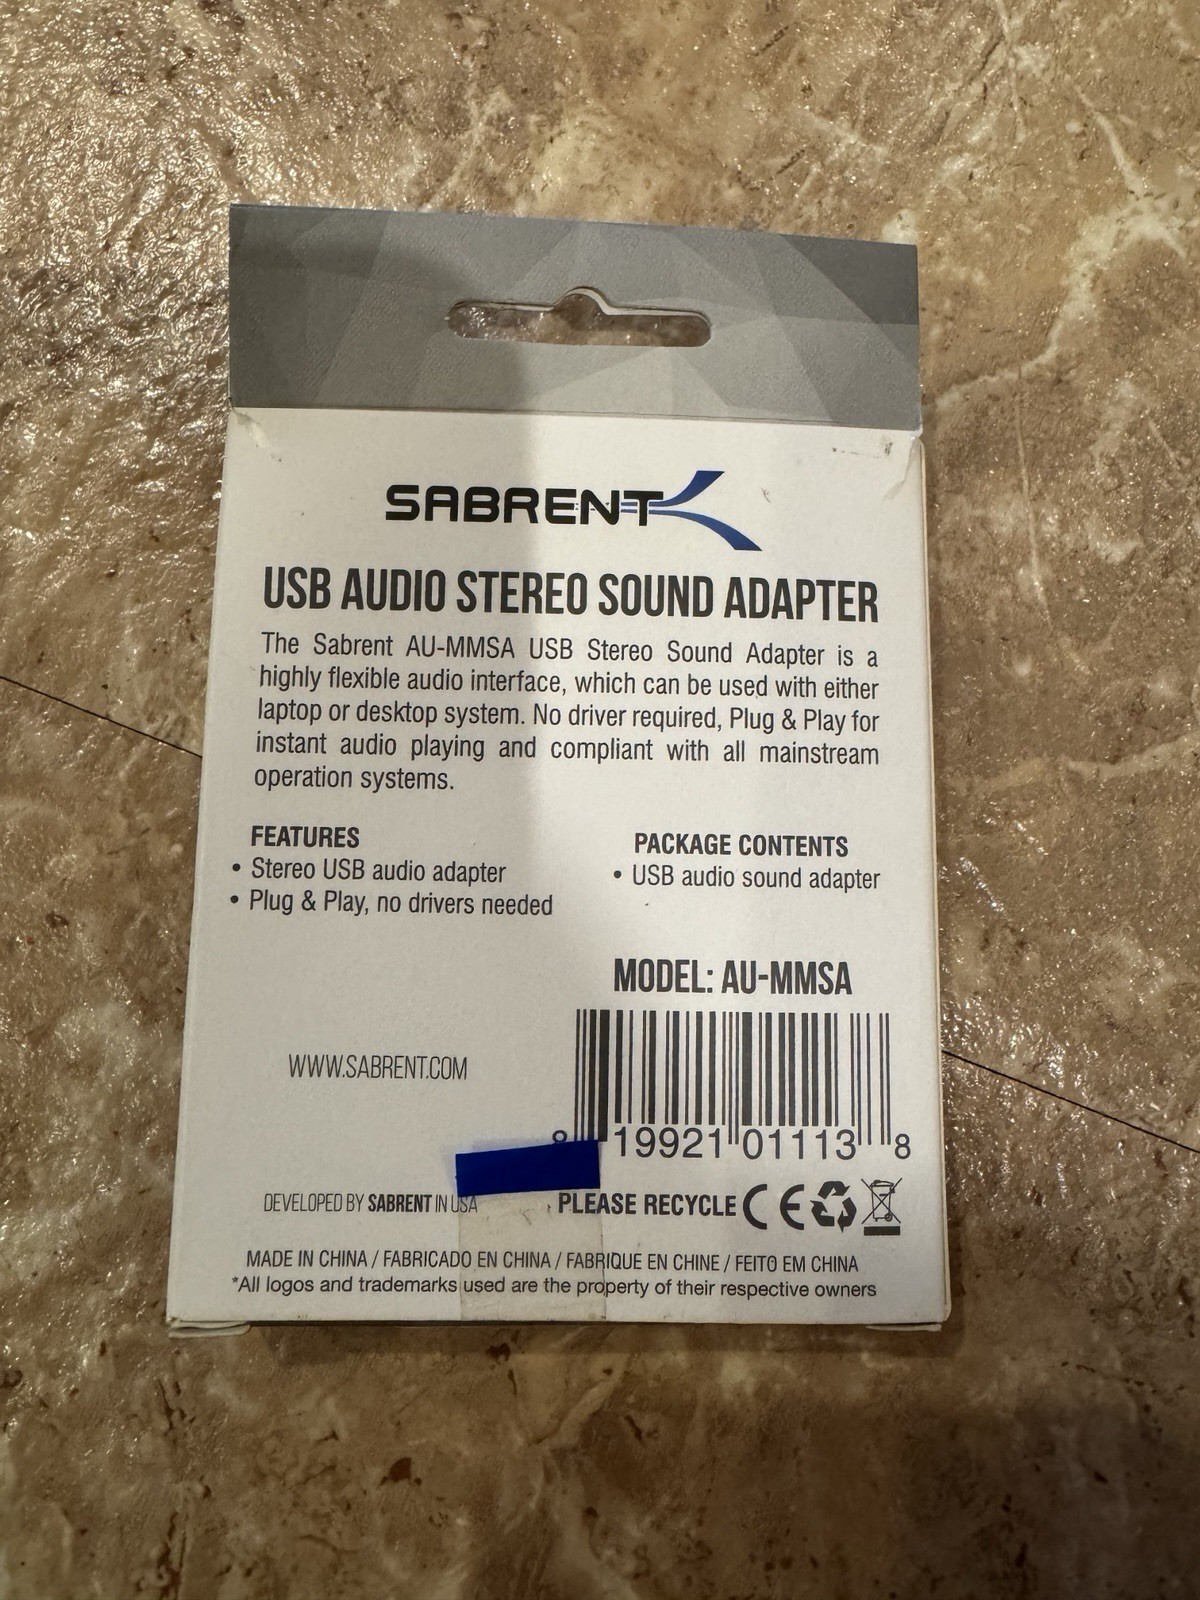 SABRENT
USB AUDIO STEREO SOUND ADAPTER
The Sabrent AU-MMSA USB Stereo Sound Adapter is a
highly flexible audio interface, which can be used with either
laptop or desktop system. No driver required, Plug & Play for
instant audio playing and compliant with all mainstream
operation systems.
FEATURES
• Stereo USB audio adapter
• Plug & Play, no drivers needed
PACKAGE CONTENTS
• USB audio sound adapter
MODEL: AU-MMSA
WWW.SABRENT.COM
8 19921 01113 8
DEVELOPED BY SABRENT IN USA
PLEASE RECYCLE CE
MADE IN CHINA / FABRICADO EN CHINA / FABRIQUE EN CHINE / FEITO EM CHINA
*All logos and trademarks used are the property of their respective owners